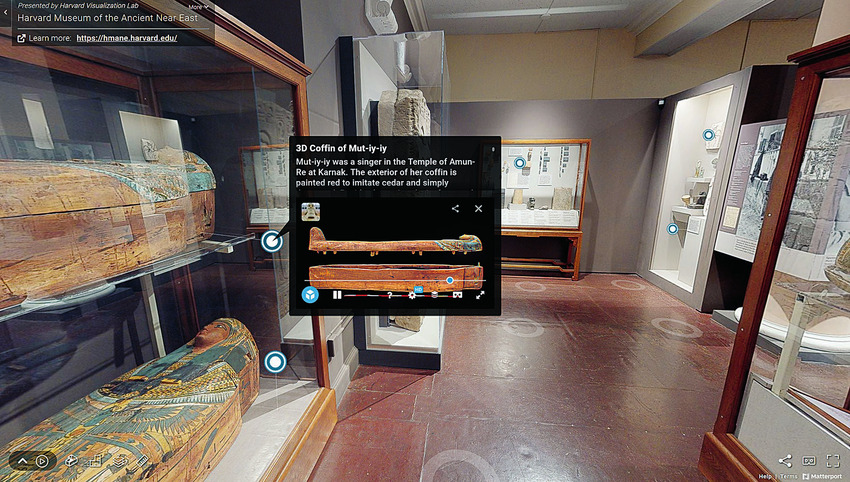 Presented by Harvard Visualization Lab
More
Harvard Museum of the Ancient Near East
Learn more: https://hmane.harvard.edu/
3D Coffin of Mut-iy-iy
Mut-iy-iy was a singer in the Temple of Amun-
Re at Karnak. The exterior of her coffin is
painted red to imitate cedar and simply
HD
?
Help | Terms
Matterport